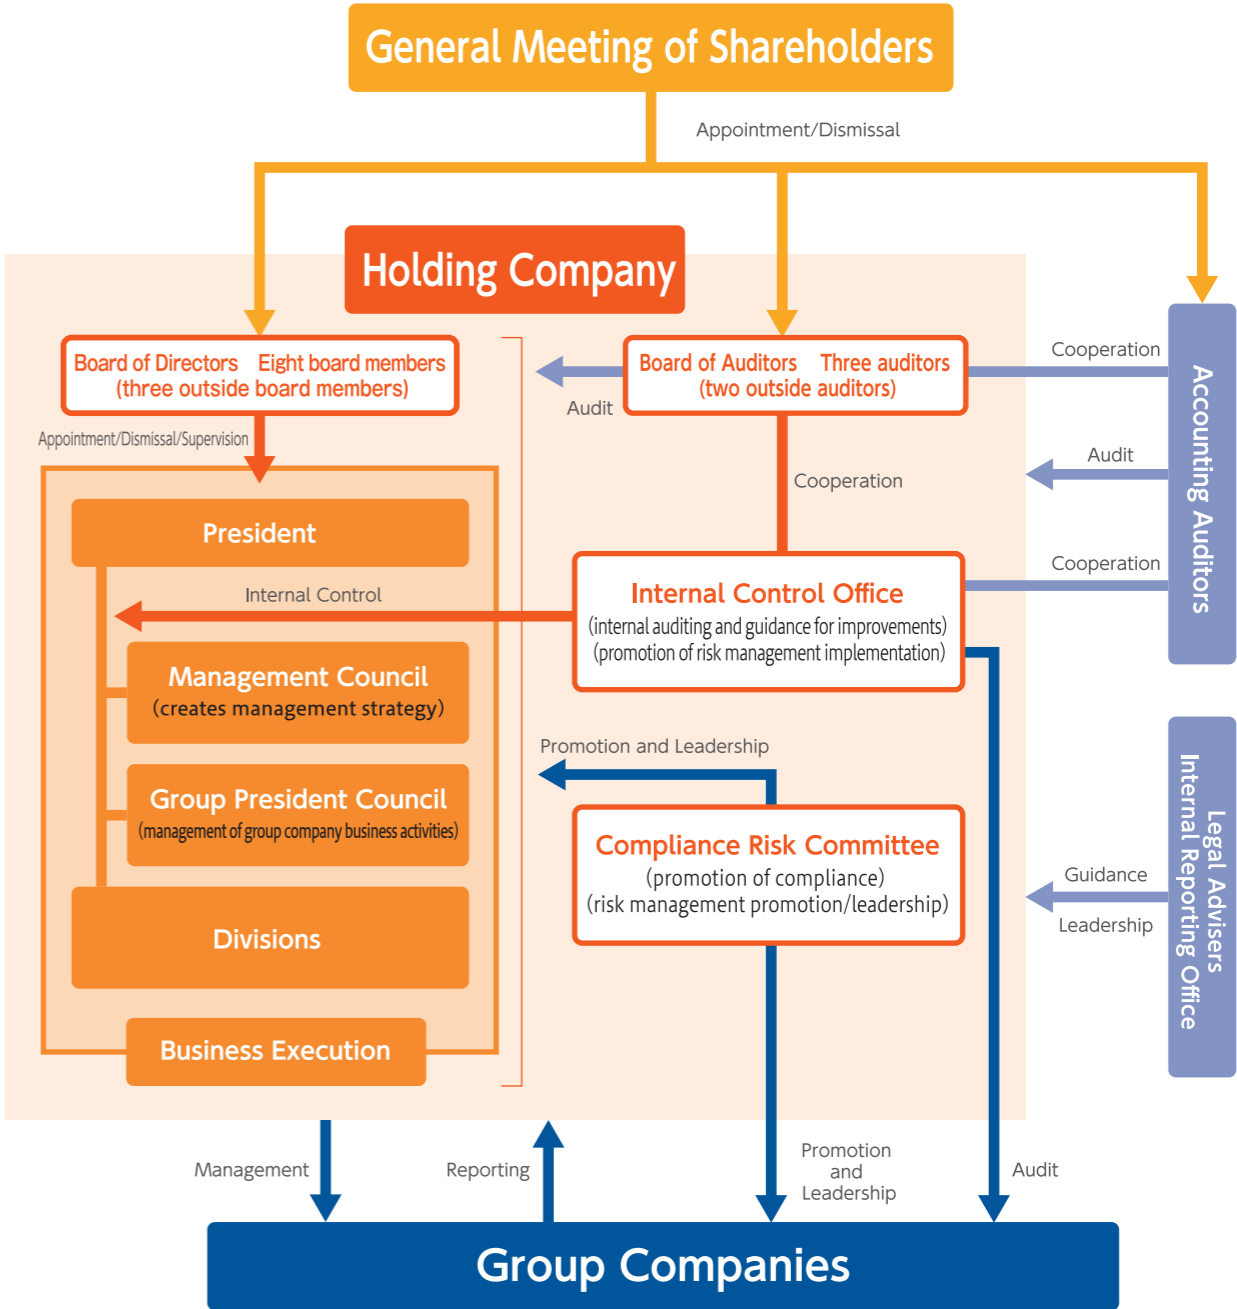 General Meeting of Shareholders
Appointment/Dismissal
Holding Company
Board of Directors Eight board members
(three outside board members)
Appointment/Dismissal/Supervision
Audit
Board of Auditors Three auditors
(two outside auditors)
Cooperation
Cooperation
Audit
Cooperation
Accounting Auditors
President
Internal Control
Internal Control Office
(internal auditing and guidance for improvements)
(promotion of risk management implementation)
Management Council
(creates management strategy)
Group President Council
(management of group company business activities)
Divisions
Business Execution
Promotion and Leadership
Compliance Risk Committee
(promotion of compliance)
(risk management promotion/leadership)
Guidance
Leadership
Legal Advisers
Internal Reporting Office
Management
Reporting
Promotion
and
Leadership
Audit
Group Companies